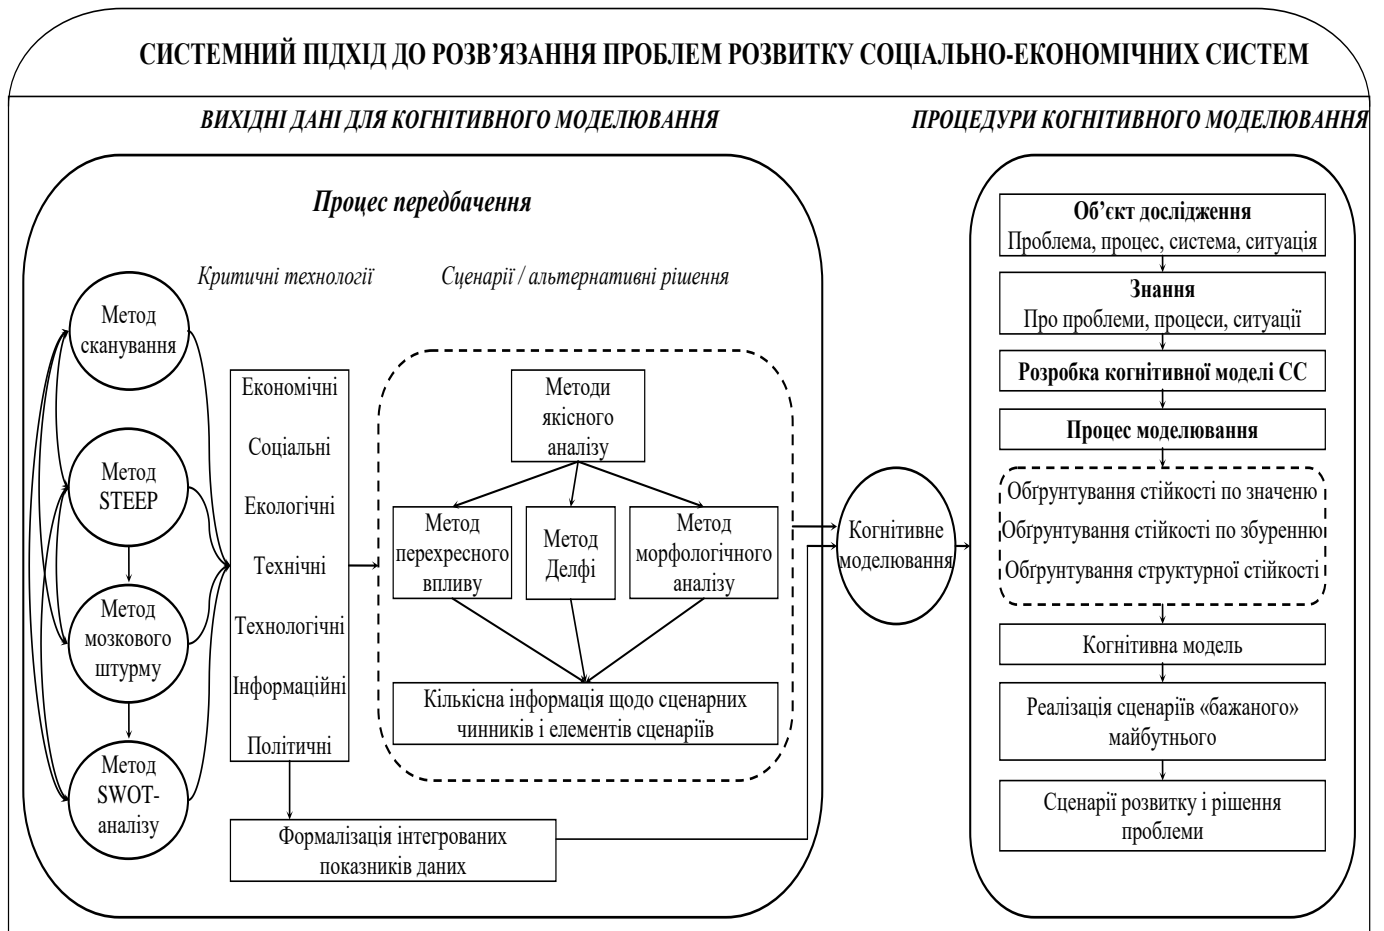 СИСТЕМНИЙ ПІДХІД ДО РОЗВ’ЯЗАННЯ ПРОБЛЕМ РОЗВИТКУ СОЦІАЛЬНО-ЕКОНОМІЧНИХ СИСТЕМ
ВИХІДНІ ДАНІ ДЛЯ КОГНІТИВНОГО МОДЕЛЮВАННЯ
Процес передбачення
Критичні технології
Сценарії / альтернативні рішення
Метод
сканування
Метод
STEEP
Метод
мозкового
штурму
Метод
SWOT-
аналізу
Економічні
Соціальні
Екологічні
Технічні
Технологічні
Інформаційні
Політичні
Формалізація інтегрованих
показників даних
Методи
якісного
аналізу
Метод
перехресного
впливу
Метод
Делфі
Метод
морфологічного
аналізу
Кількісна інформація щодо сценарних
чинників і елементів сценаріїв
Когнітивне
моделювання
ПРОЦЕДУРИ КОГНІТИВНОГО МОДЕЛЮВАННЯ
Об’єкт дослідження
Проблема, процес, система, ситуація
Знання
Про проблеми, процеси, ситуації
Розробка когнітивної моделі СС
Процес моделювання
Обґрунтування стійкості по значеню
Обґрунтування стійкості по збуренню
Обґрунтування структурної стійкості
Когнітивна модель
Реалізація сценаріїв «бажаного»
майбутнього
Сценарії розвитку і рішення
проблеми